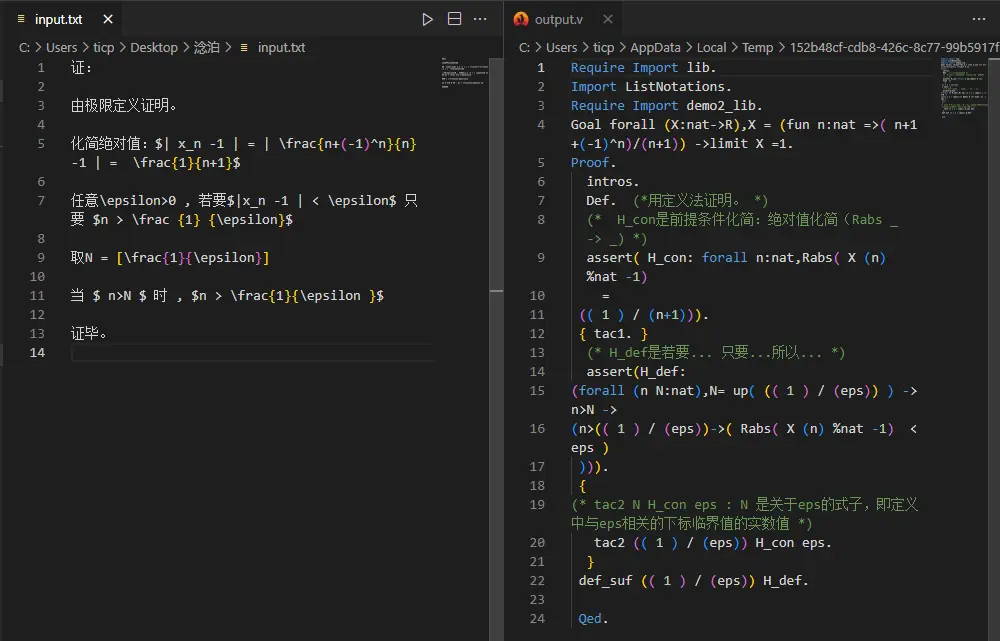 input.txt
C: > Users > ticp > Desktop > 淰泊 > input.txt
1 证:
2
3 由极限定义证明。
4
5 化简绝对值：$| x_n -1 | = | \frac{n+(-1)^n}{n}
-1 | =  \frac{1}{n+1}$
6
7 任意\epsilon>0 , 若要$|x_n -1 | < \epsilon$ 只
要 $n > \frac {1} {\epsilon}$
8
9 取N = [\frac{1}{\epsilon}]
10
11 当 $ n>N $ 时 , $n > \frac{1}{\epsilon }$
12
13 证毕。
14
output.v
C: > Users > ticp > AppData > Local > Temp > 152b48cf-cdb8-426c-8c77-99b5917f
1 Require Import lib.
2 Import ListNotations.
3 Require Import demo2_lib.
4 Goal forall (X:nat->R),X = (fun n:nat =>( n+1
+(-1)^n)/(n+1)) ->limit X =1.
5 Proof.
6 intros.
7 Def.  (*用定义法证明。 *)
8 (*  H_con是前提条件化简: 绝对值化简（Rabs _
-> _) *)
9 assert( H_con: forall n:nat,Rabs( X (n)
%nat -1)
10 =
11 (( 1 ) / (n+1))).
12 { tac1. }
13 (* H_def是若要... 只要...所以... *)
14 assert(H_def:
15 (forall (n N:nat),N= up( (( 1 ) / (eps)) ) ->
n>N ->
16 (n>(( 1 ) / (eps))->( Rabs( X (n) %nat -1)  <
eps )
17 ))).
18 {
19 (* tac2 N H_con eps : N 是关于eps的式子，即定义
中与eps相关的下标临界值的实数值 *)
20 tac2 (( 1 ) / (eps)) H_con eps.
21 }
22 def_suf (( 1 ) / (eps)) H_def.
23
24 Qed.